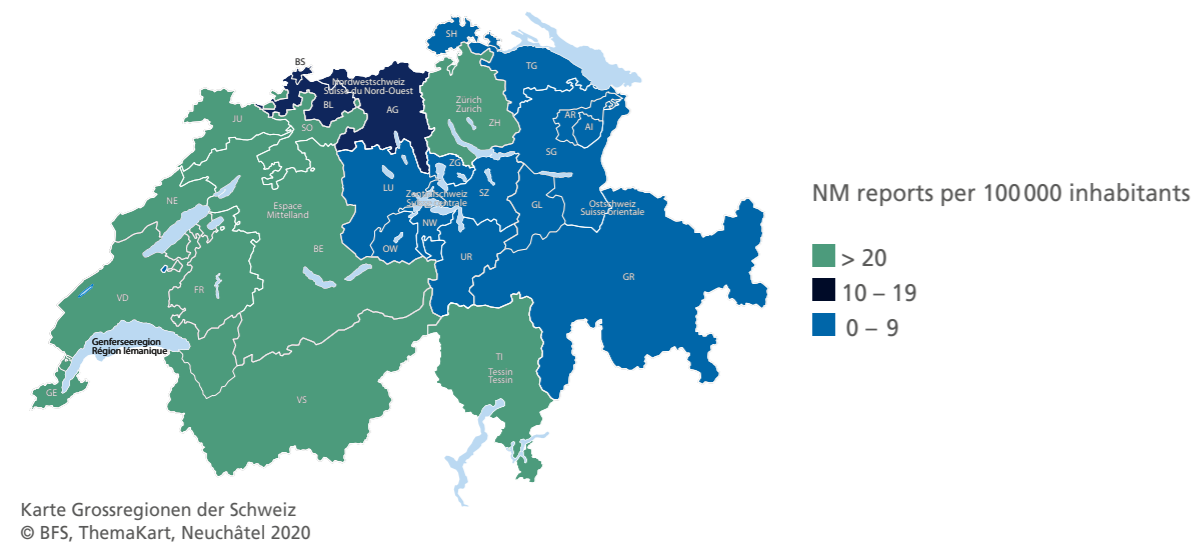 SH
BS
TG
Nordwestschweiz
Suisse du Nord-Ouest
BL
AG
Zürich
Zurich
ZH
JU
SO
AR
AI
SG
ZG
LU
Zentralschweiz
Suisse centrale
SZ
NE
Espace
Mittelland
GL
Ostschweiz
Suisse orientale
NW
BE
OW
UR
GR
FR
VD
Genferseeregion
Région lémanique
TI
Tessin
Tessin
GE
VS
NM reports per 100 000 inhabitants
> 20
10 – 19
0 – 9
Karte Grossregionen der Schweiz
© BFS, ThemaKart, Neuchâtel 2020